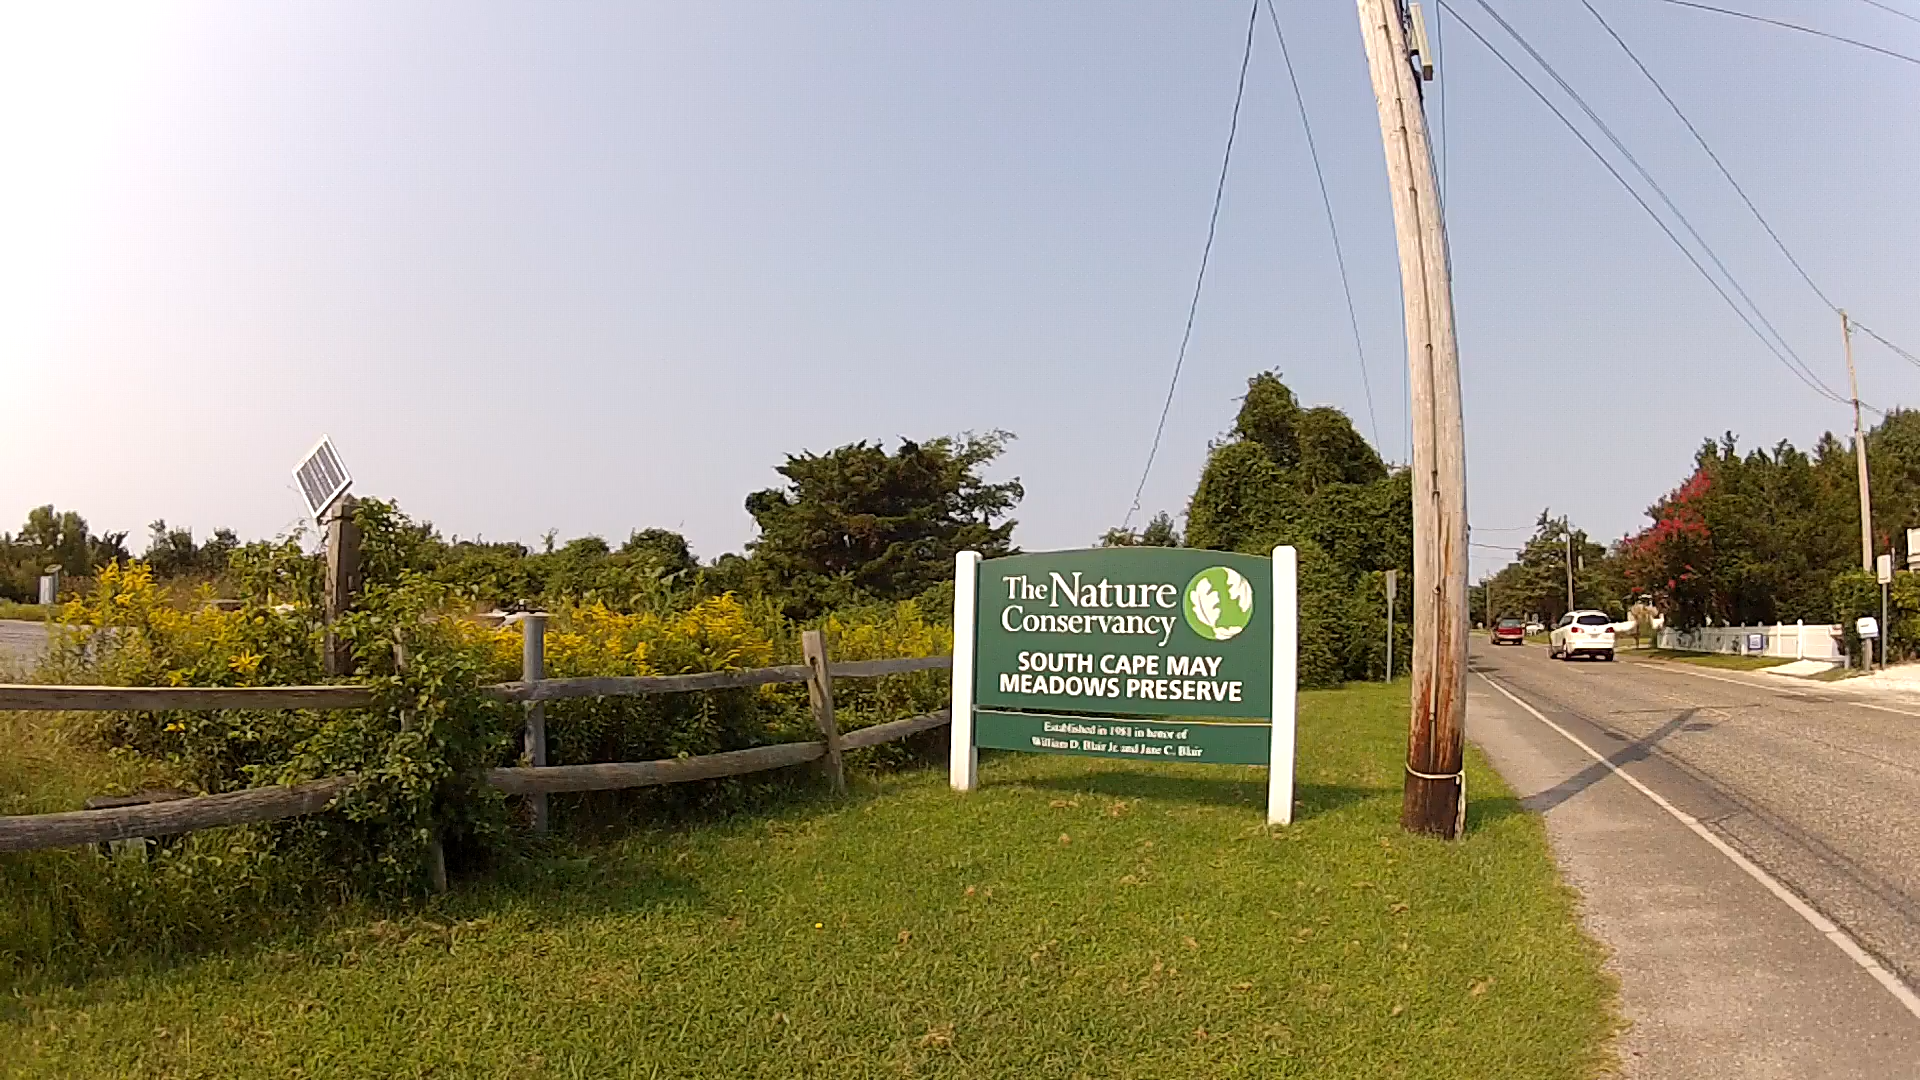 The Nature
Conservancy
SOUTH CAPE MAY
MEADOWS PRESERVE
Established in 1981 in honor of
William D. Blair Jr. and Jane C. Blair